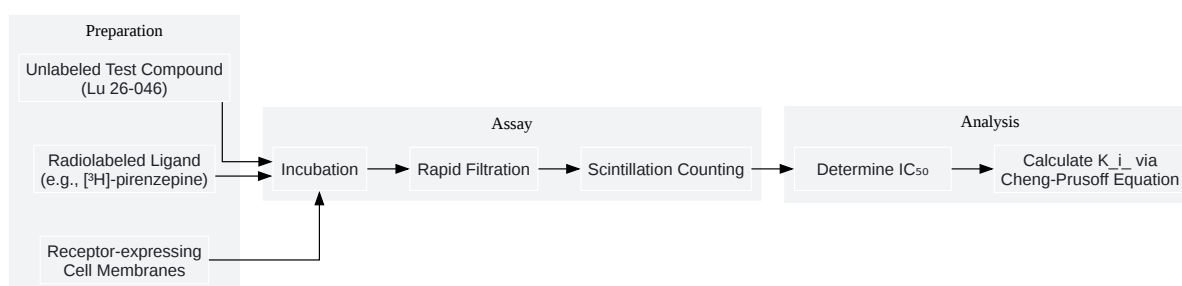 Preparation
Unlabeled Test Compound
(Lu 26-046)
Radiolabeled Ligand
(e.g., [³H]-pirenzepine)
Receptor-expressing
Cell Membranes
Assay
Incubation
Rapid Filtration
Scintillation Counting
Analysis
Determine IC₅₀
Calculate K_i_ via
Cheng-Prusoff Equation